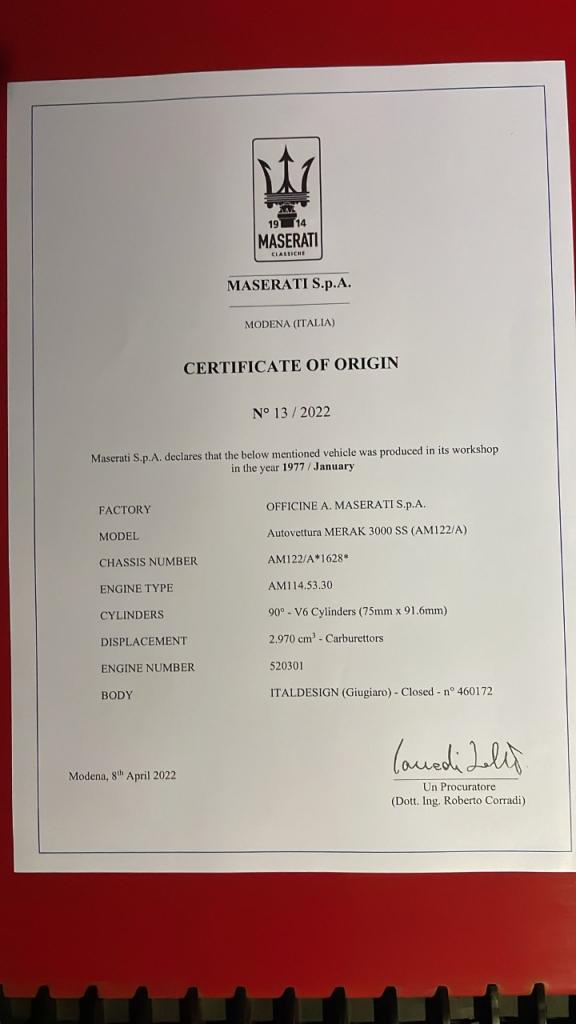 19 14
MASERATI
CLASSICHE
MASERATI S.p.A.
MODENA (ITALIA)
CERTIFICATE OF ORIGIN
N° 13 / 2022
Maserati S.p.A. declares that the below mentioned vehicle was produced in its workshop
in the year 1977 / January
FACTORY OFFICINE A. MASERATI S.p.A.
MODEL Autovettura MERAK 3000 SS (AM122/A)
CHASSIS NUMBER AM122/A*1628*
ENGINE TYPE AM114.53.30
CYLINDERS 90° - V6 Cylinders (75mm x 91.6mm)
DISPLACEMENT 2.970 cm³ - Carburettors
ENGINE NUMBER 520301
BODY ITALDESIGN (Giugiaro) - Closed - n° 460172
Modena, 8th April 2022
Un Procuratore
(Dott. Ing. Roberto Corradi)